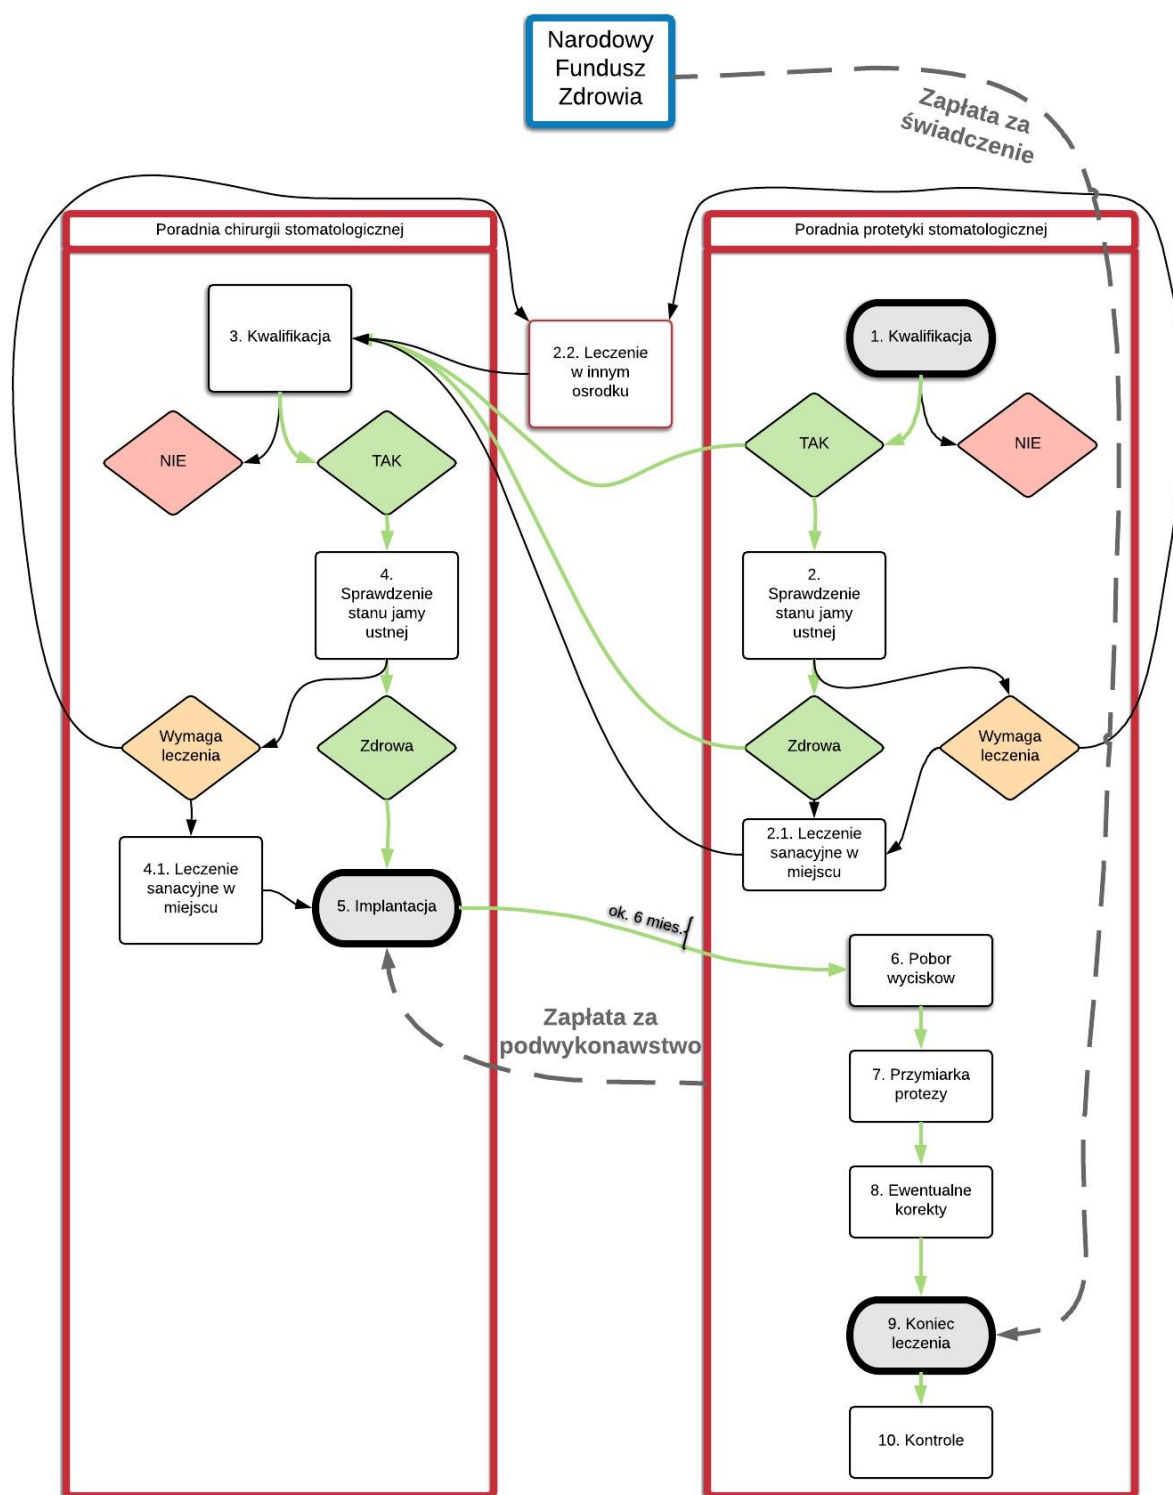 Narodowy
Fundusz
Zdrowia
Zapłata za
świadczenie
Poradnia chirurgii stomatologicznej
Poradnia protetyki stomatologicznej
3. Kwalifikacja
2.2. Leczenie
w innym
osrodku
1. Kwalifikacja
NIE
TAK
TAK
NIE
4.
Sprawdzenie
stanu jamy
ustnej
2.
Sprawdzenie
stanu jamy
ustnej
Wymaga
leczenia
Zdrowa
Zdrowa
Wymaga
leczenia
4.1. Leczenie
sanacyjne w
miejscu
5. Implantacja
2.1. Leczenie
sanacyjne w
miejscu
ok. 6 mies.
6. Pobor
wyciskow
Zapłata za
podwykonawstwo
7. Przymiarka
protezy
8. Ewentualne
korekty
9. Koniec
leczenia
10. Kontrole